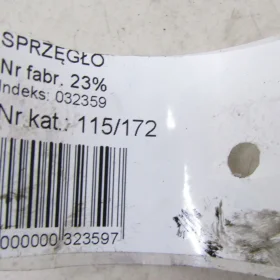 SPRZĘGŁO
Nr fabr. 23%
Indeks: 032359
Nr kat.: 115/172
000000 323597